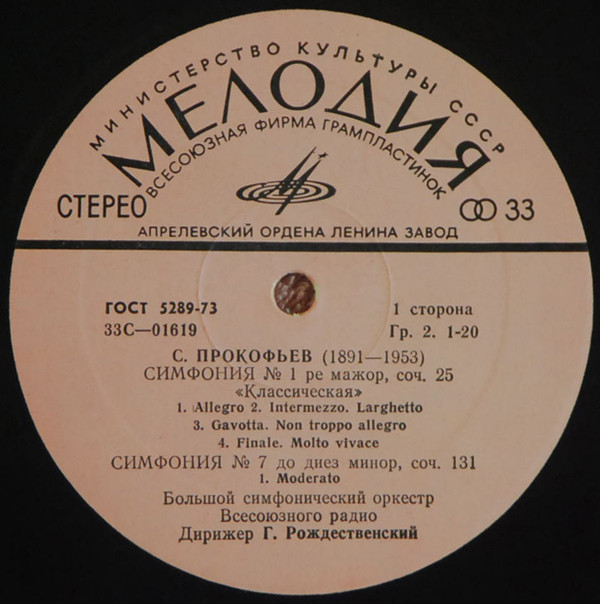 МИНИСТЕРСТВО КУЛЬТУРЫ СССР
МЕЛОДИЯ
ВСЕСОЮЗНАЯ ФИРМА ГРАМПЛАСТИНОК
СТЕРЕО
33
АПРЕЛЕВСКИЙ ОРДЕНА ЛЕНИНА ЗАВОД
ГОСТ 5289-73
1 сторона
33С—01619
Гр. 2. 1-20
С. ПРОКОФЬЕВ (1891—1953)
СИМФОНИЯ № 1 ре мажор, соч. 25
«Классическая»
1. Allegro 2. Intermezzo. Larghetto
3. Gavotta. Non troppo allegro
4. Finale. Molto vivace
СИМФОНИЯ № 7 до диез минор, соч. 131
1. Moderato
Большой симфонический оркестр
Всесоюзного радио
Дирижер Г. Рождественский